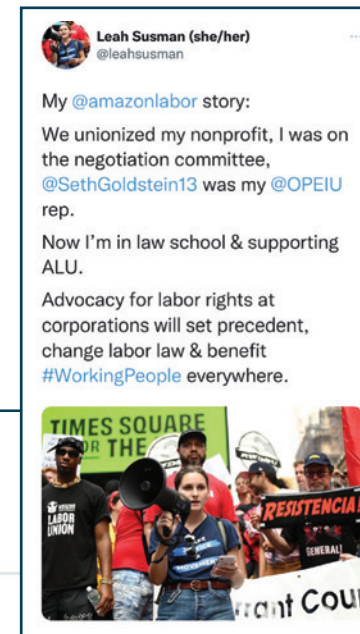 Leah Susman (she/her)
@leahsusman
...
My @amazonlabor story:
We unionized my nonprofit, I was on
the negotiation committee,
@SethGoldstein13 was my @OPEIU
rep.
Now I'm in law school & supporting
ALU.
Advocacy for labor rights at
corporations will set precedent,
change labor law & benefit
#WorkingPeople everywhere.
TIMES SQUARE
OR THE
LABOR
UNION
MOVEMENT
RESISTENCIA
GENERAL!
rant Cou